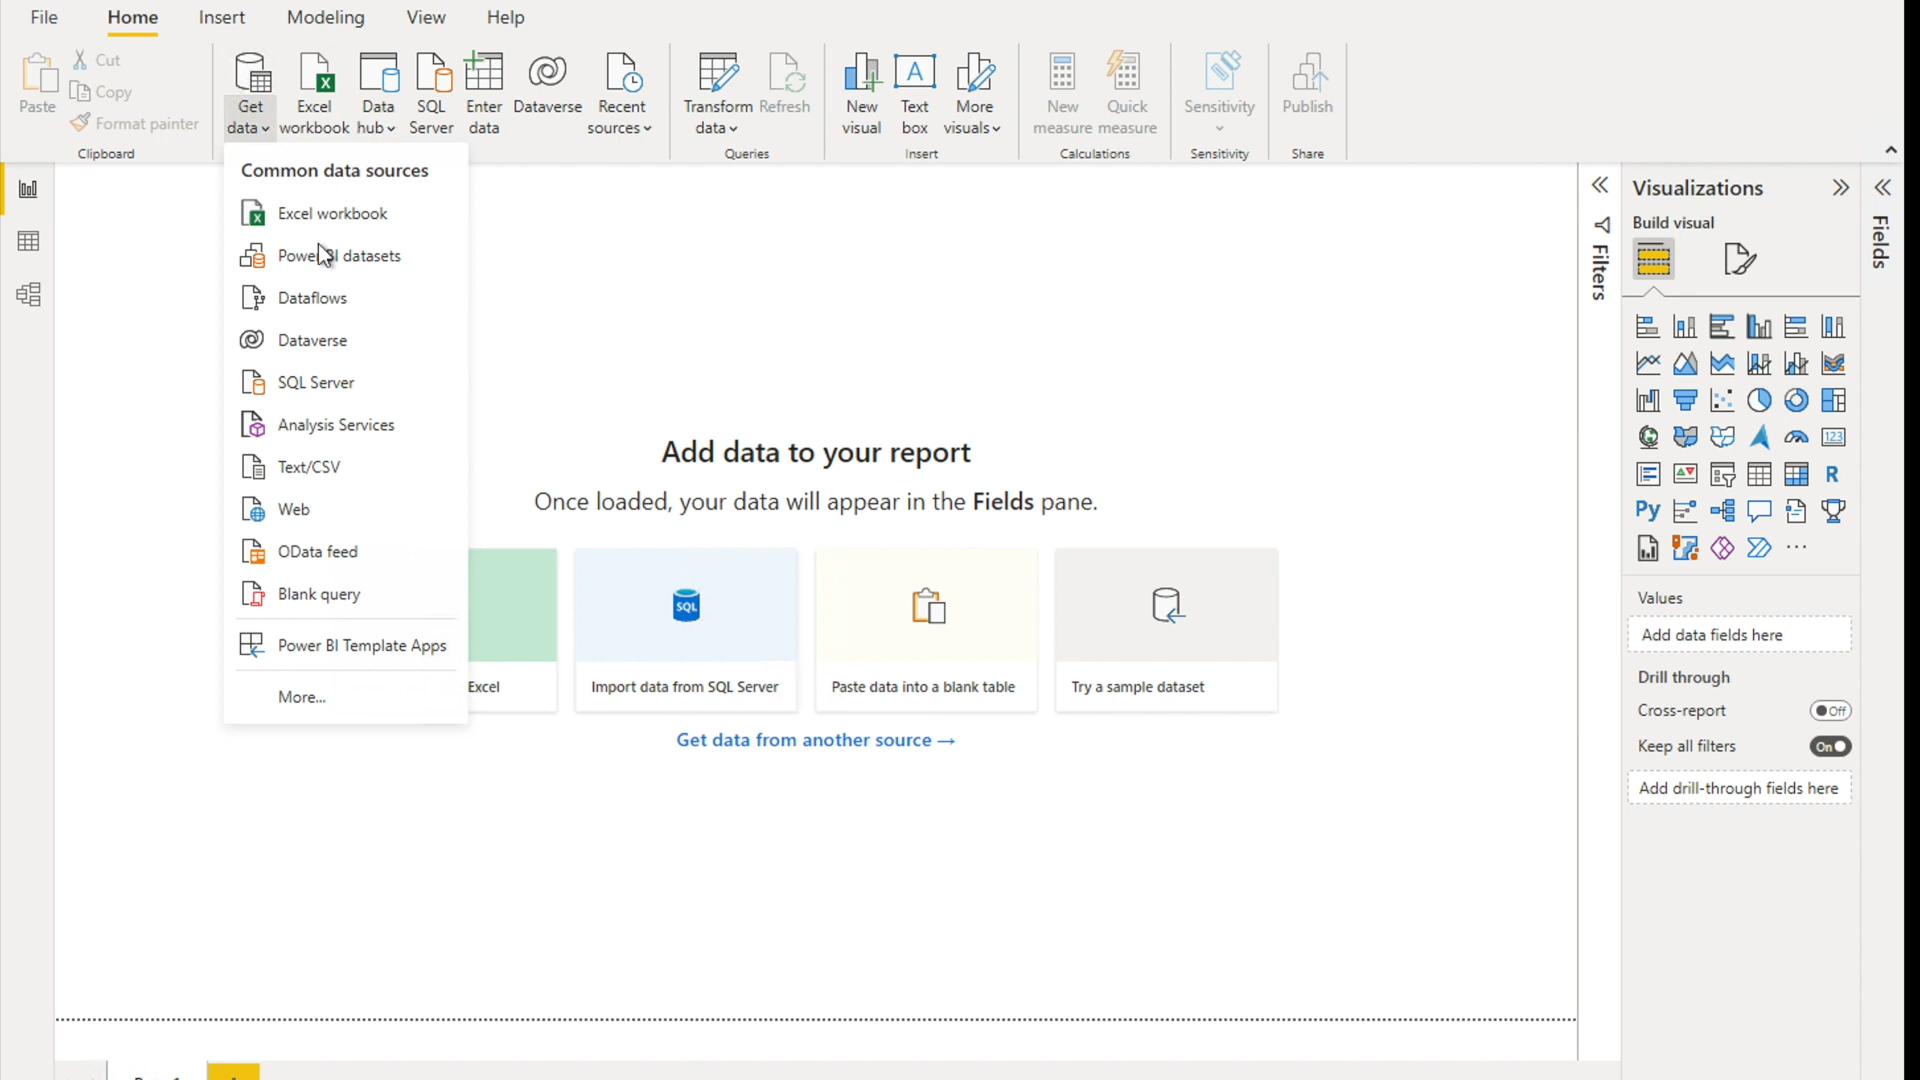 File Home Insert Modeling View Help
Paste
Cut
Copy
Format painter
Clipboard
Get data
Excel workbook
Data hub
SQL Server
Enter data
Dataverse
Recent sources
Transform data
Refresh
Queries
New visual
A
Text box
More visuals
Insert
New measure
Quick measure
Calculations
Sensitivity
Sensitivity
Publish
Share
Common data sources
Excel workbook
Power BI datasets
Dataflows
Dataverse
SQL Server
Analysis Services
Text/CSV
Web
OData feed
Blank query
Power BI Template Apps
More...
Add data to your report
Once loaded, your data will appear in the Fields pane.
Excel
SQL
Import data from SQL Server
Paste data into a blank table
Try a sample dataset
Get data from another source →
Filters
Visualizations
Build visual
123
R
Py
Values
Add data fields here
Drill through
Cross-report
Off
Keep all filters
On
Add drill-through fields here
Fields